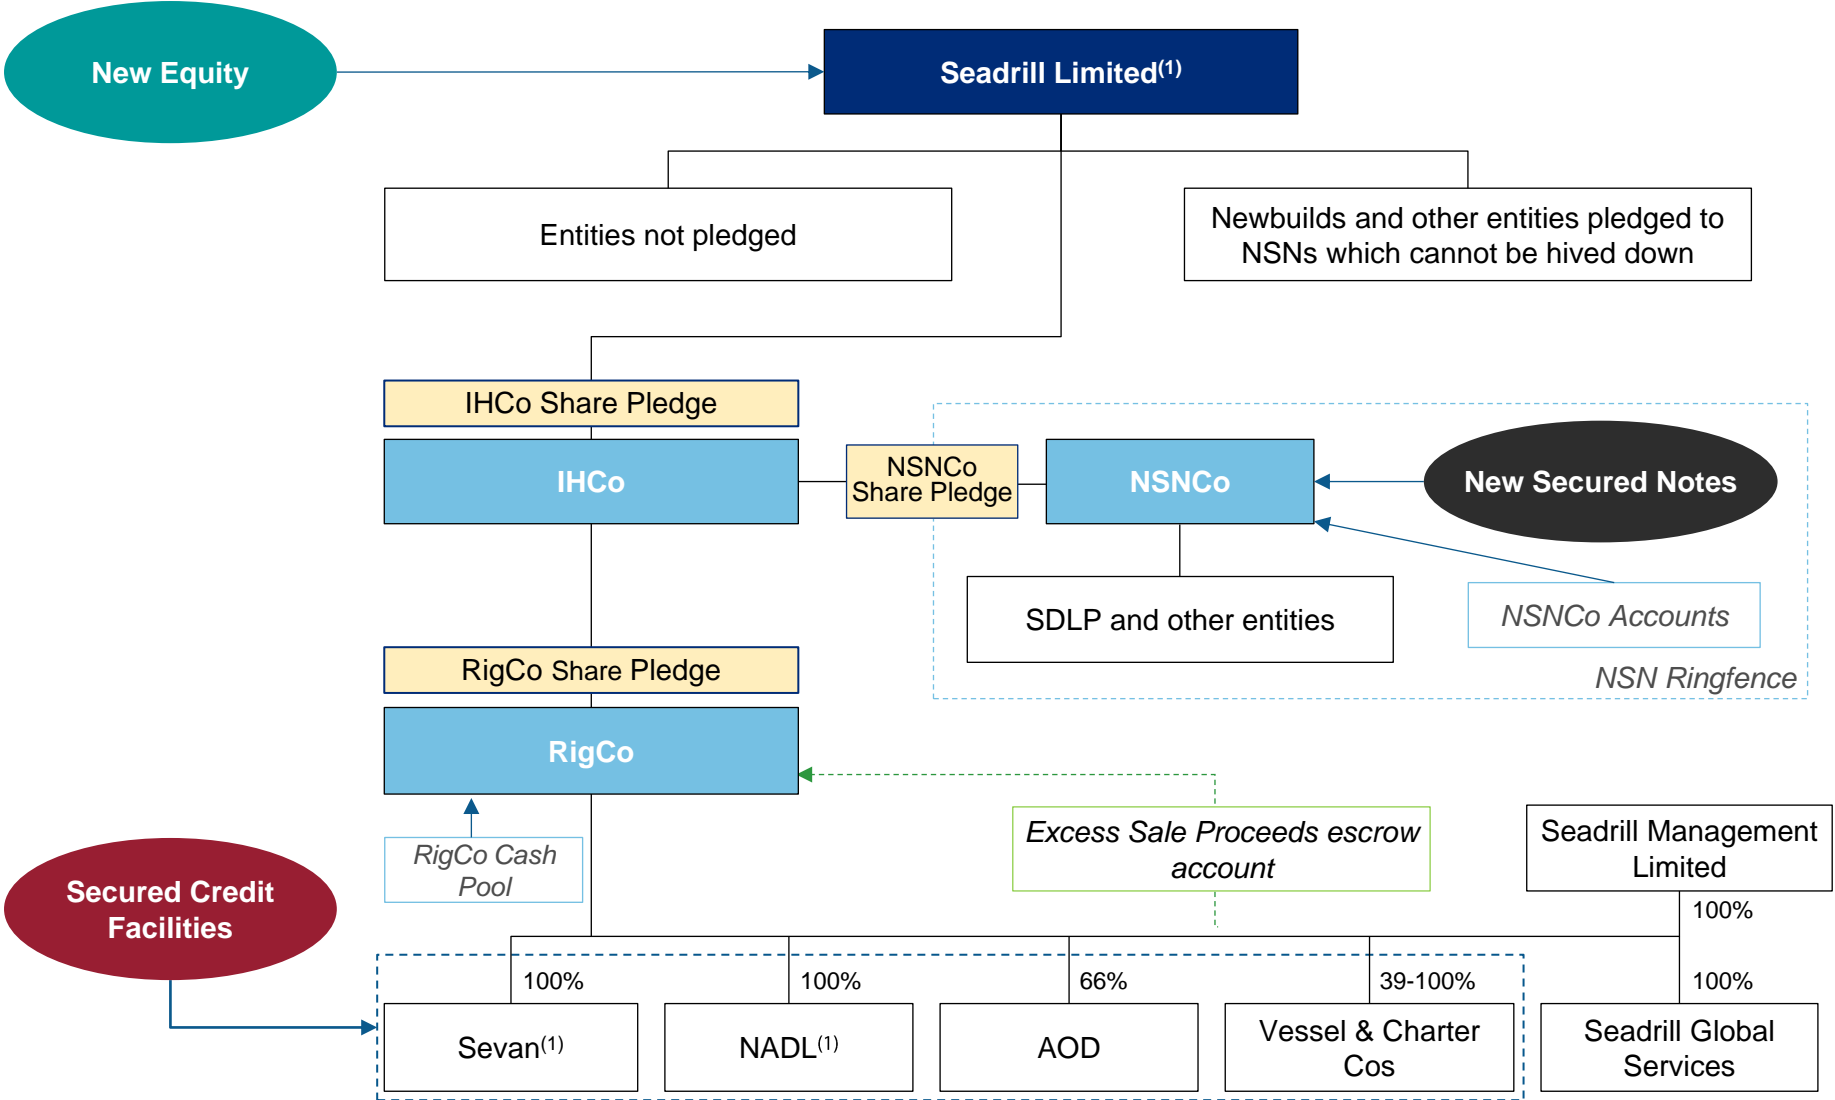 New Equity
Seadrill Limited(1)
Entities not pledged
Newbuilds and other entities pledged to
NSNs which cannot be hived down
IHCo Share Pledge
IHCo
NSNCo
Share Pledge
NSNCo
New Secured Notes
SDLP and other entities
NSNCo Accounts
NSN Ringfence
RigCo Share Pledge
RigCo
RigCo Cash
Pool
Excess Sale Proceeds escrow
account
Seadrill Management
Limited
Secured Credit
Facilities
100%
100%
100%
66%
39-100%
100%
Sevan(1)
NADL(1)
AOD
Vessel & Charter
Cos
Seadrill Global
Services